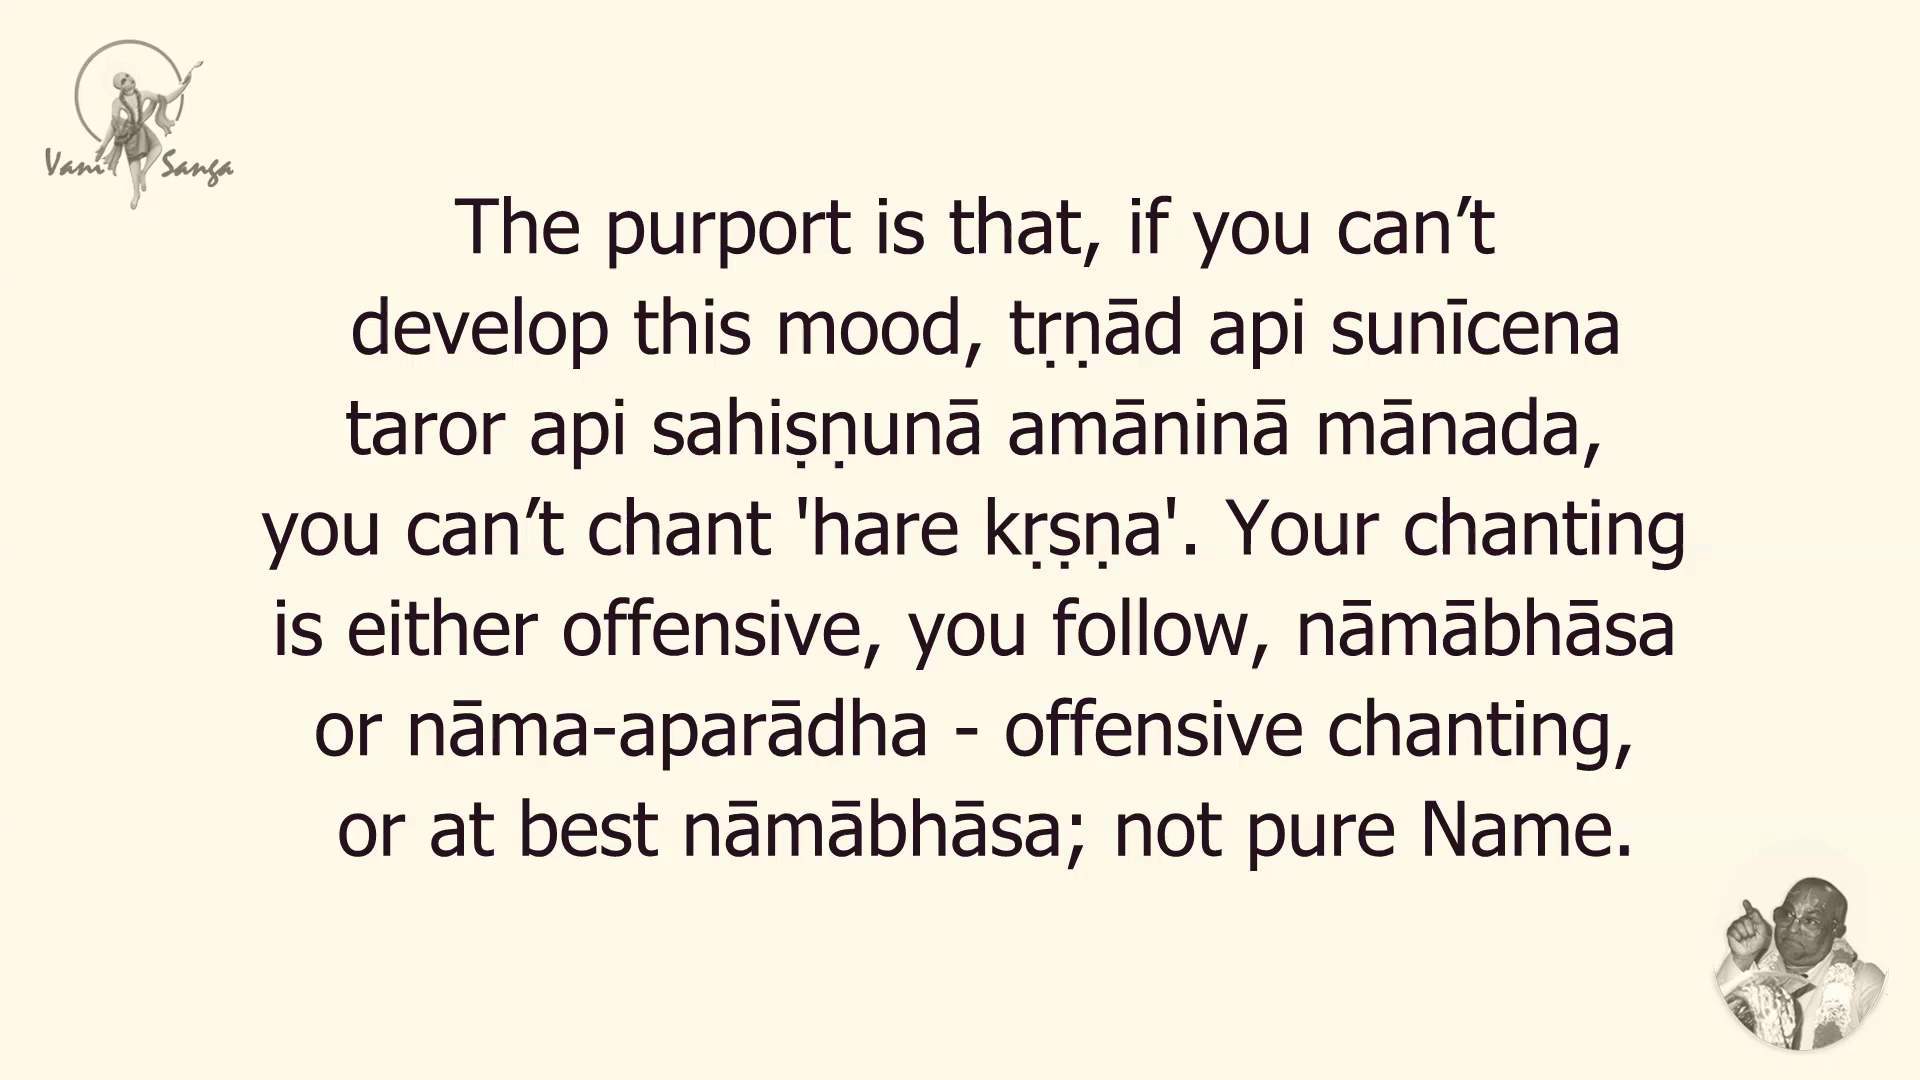 Vani Sanga
The purport is that, if you can’t
develop this mood, tṛṇād api sunīcena
taror api sahiṣṇunā amāninā mānada,
you can’t chant 'hare kṛṣṇa'. Your chanting
is either offensive, you follow, nāmābhāsa
or nāma-aparādha - offensive chanting,
or at best nāmābhāsa; not pure Name.